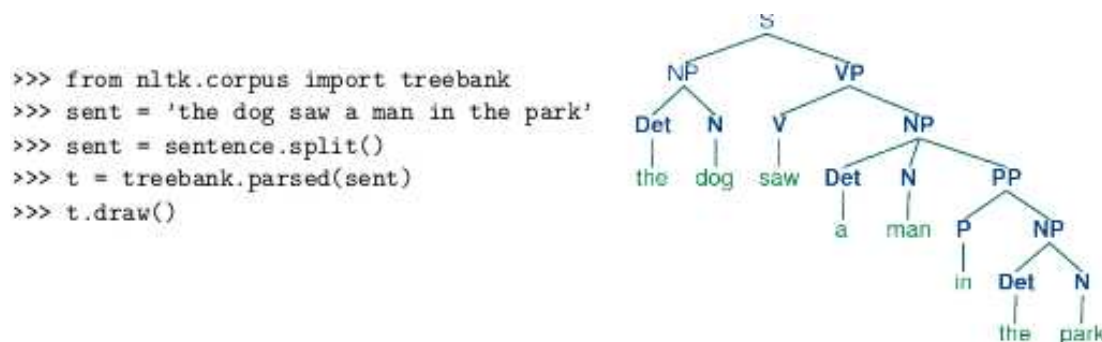 >>> from nltk.corpus import treebank
>>> sent = 'the dog saw a man in the park'
>>> sent = sentence.split()
>>> t = treebank.parsed(sent)
>>> t.draw()
S
NP VP
Det N V NP
the dog saw Det N PP
a man P NP
in Det N
the park